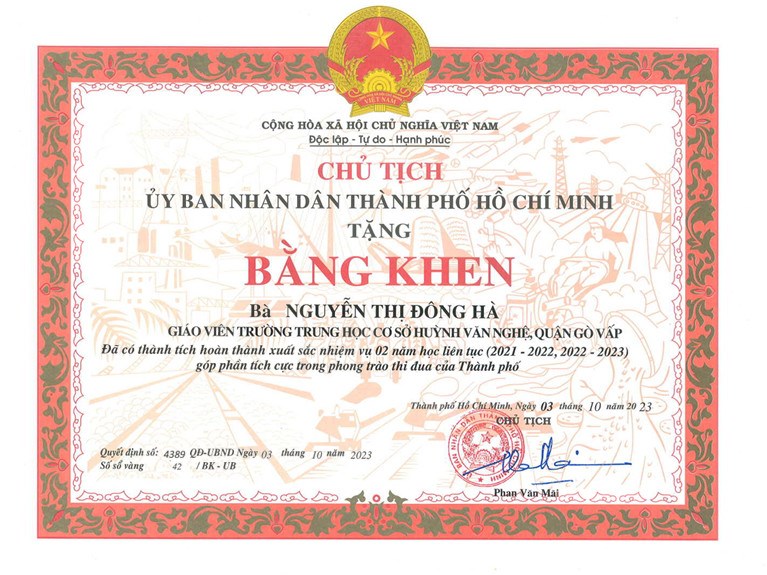 VIỆT NAM
CỘNG HÒA XÃ HỘI CHỦ NGHĨA VIỆT NAM
Độc lập - Tự do - Hạnh phúc
CHỦ TỊCH
ỦY BAN NHÂN DÂN THÀNH PHỐ HỒ CHÍ MINH
TẶNG
BẰNG KHEN
Bà NGUYỄN THỊ ĐÔNG HÀ
GIÁO VIÊN TRƯỜNG TRUNG HỌC CƠ SỞ HUỲNH VĂN NGHỆ, QUẬN GÒ VẤP
Đã có thành tích hoàn thành xuất sắc nhiệm vụ 02 năm học liên tục (2021 - 2022, 2022 - 2023)
góp phần tích cực trong phong trào thi đua của Thành phố
Thành phố Hồ Chí Minh, Ngày 03 tháng 10 năm 2023
CHỦ TỊCH
Quyết định số: 4389 QĐ-UBND Ngày 03 tháng 10 năm 2023
Số sổ vàng 42 / BK - UB
Phan Văn Mãi